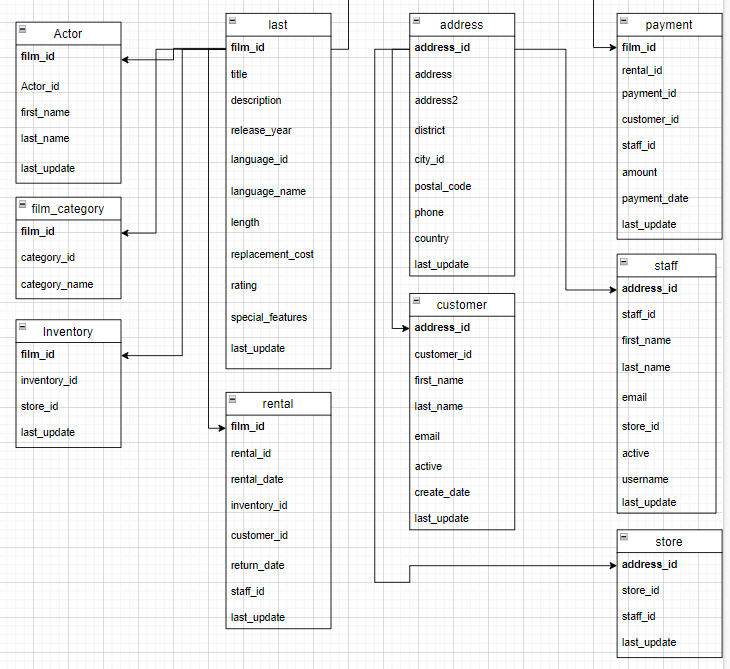 Actor
film_id
Actor_id
first_name
last_name
last_update
film_category
film_id
category_id
category_name
Inventory
film_id
inventory_id
store_id
last_update
last
film_id
title
description
release_year
language_id
language_name
length
replacement_cost
rating
special_features
last_update
rental
film_id
rental_id
rental_date
inventory_id
customer_id
return_date
staff_id
last_update
address
address_id
address
address2
district
city_id
postal_code
phone
country
last_update
customer
address_id
customer_id
first_name
last_name
email
active
create_date
last_update
payment
film_id
rental_id
payment_id
customer_id
staff_id
amount
payment_date
last_update
staff
address_id
staff_id
first_name
last_name
email
store_id
active
username
last_update
store
address_id
store_id
staff_id
last_update